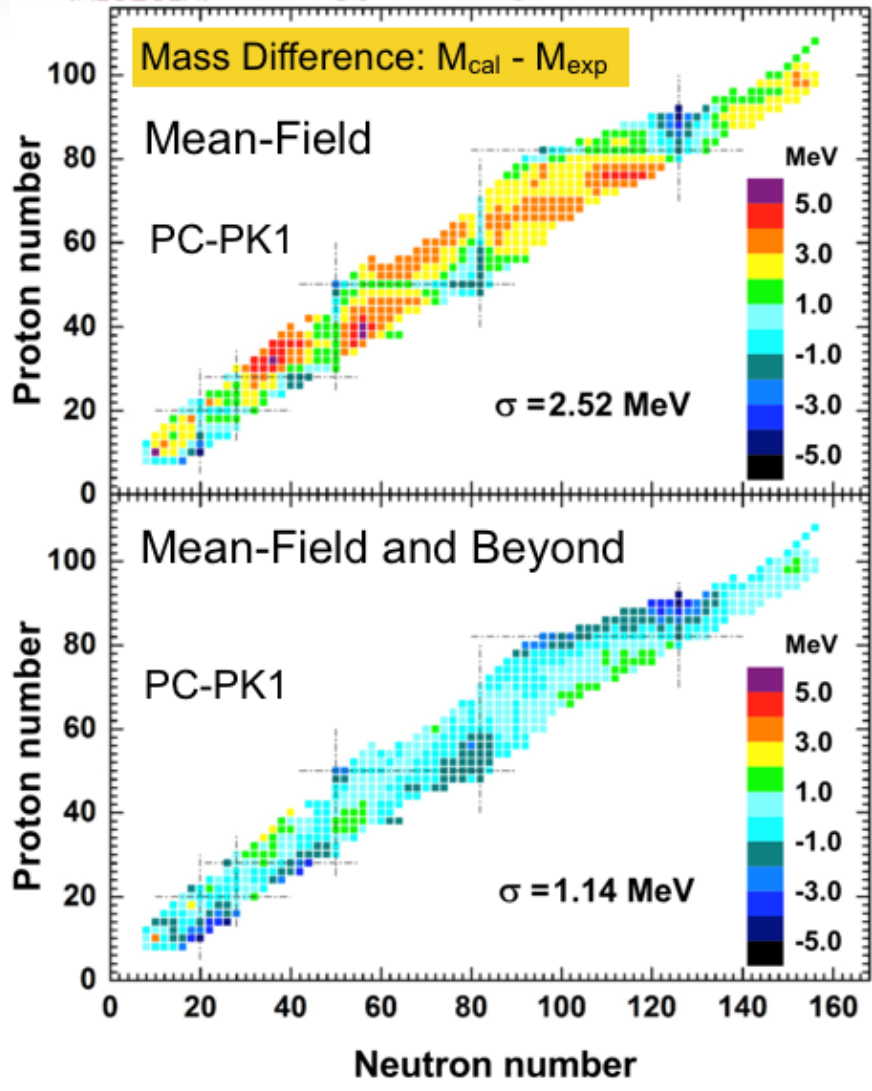 Mass Difference: Mcal - Mexp
Mean-Field
PC-PK1
σ =2.52 MeV
MeV
5.0
3.0
1.0
-1.0
-3.0
-5.0
Proton number
100
80
60
40
20
0
Mean-Field and Beyond
PC-PK1
σ =1.14 MeV
MeV
5.0
3.0
1.0
-1.0
-3.0
-5.0
Proton number
100
80
60
40
20
0
0 20 40 60 80 100 120 140 160
Neutron number